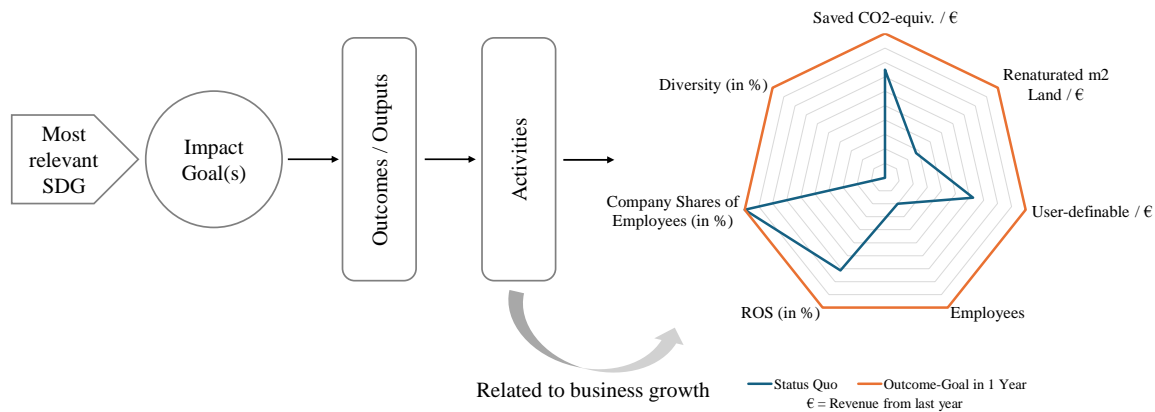 Most
relevant
SDG
Impact
Goal(s)
Outcomes / Outputs
Activities
Related to business growth
Saved CO2-equiv. / €
Renaturated m2
Land / €
User-definable / €
Employees
ROS (in %)
Company Shares of
Employees (in %)
Diversity (in %)
Status Quo
Outcome-Goal in 1 Year
€ = Revenue from last year